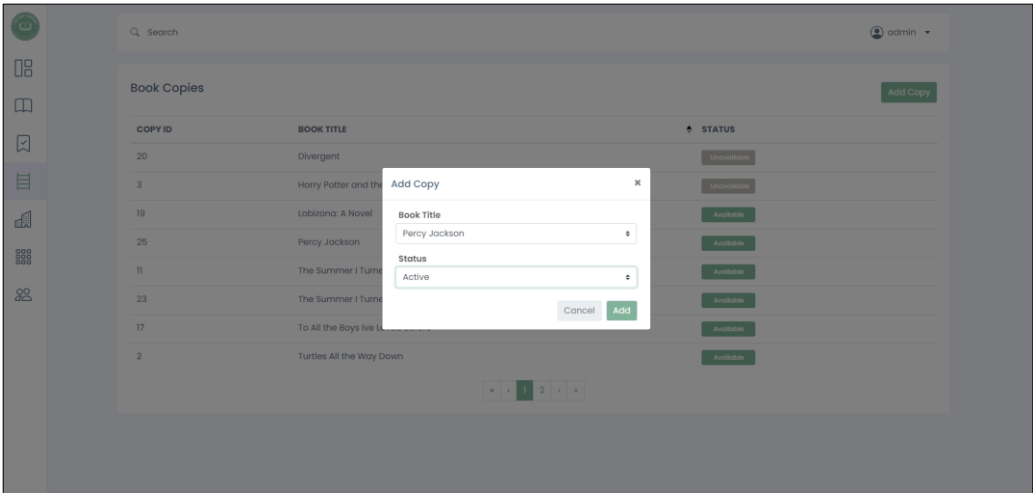 Search
admin
Book Copies
Add Copy
COPY ID BOOK TITLE STATUS
20 Divergent Unavailable
3 Harry Potter and the Unavailable
Add Copy
19 Lobizona: A Novel Available
Book Title
Percy Jackson
25 Percy Jackson Available
Status
Active
11 The Summer I Turne Available
23 The Summer I Turne Available
Cancel Add
17 To All the Boys Ive Available
2 Turtles All the Way Down Available
« ‹ 1 2 › »